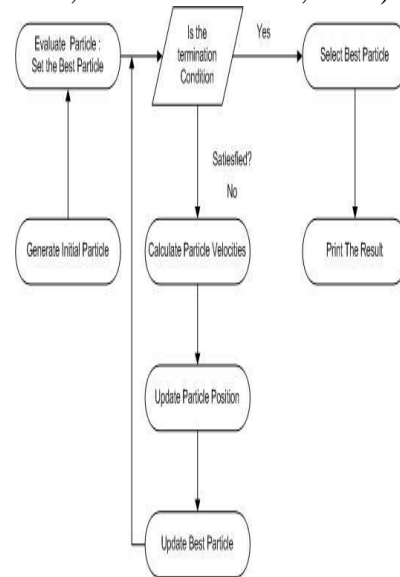 Evaluate Particle :
Set the Best Particle
Is the
termination
Condition
Yes
Select Best Particle
Satiesfied?
No
Generate Initial Particle
Calculate Particle Velocities
Print The Result
Update Particle Position
Update Best Particle